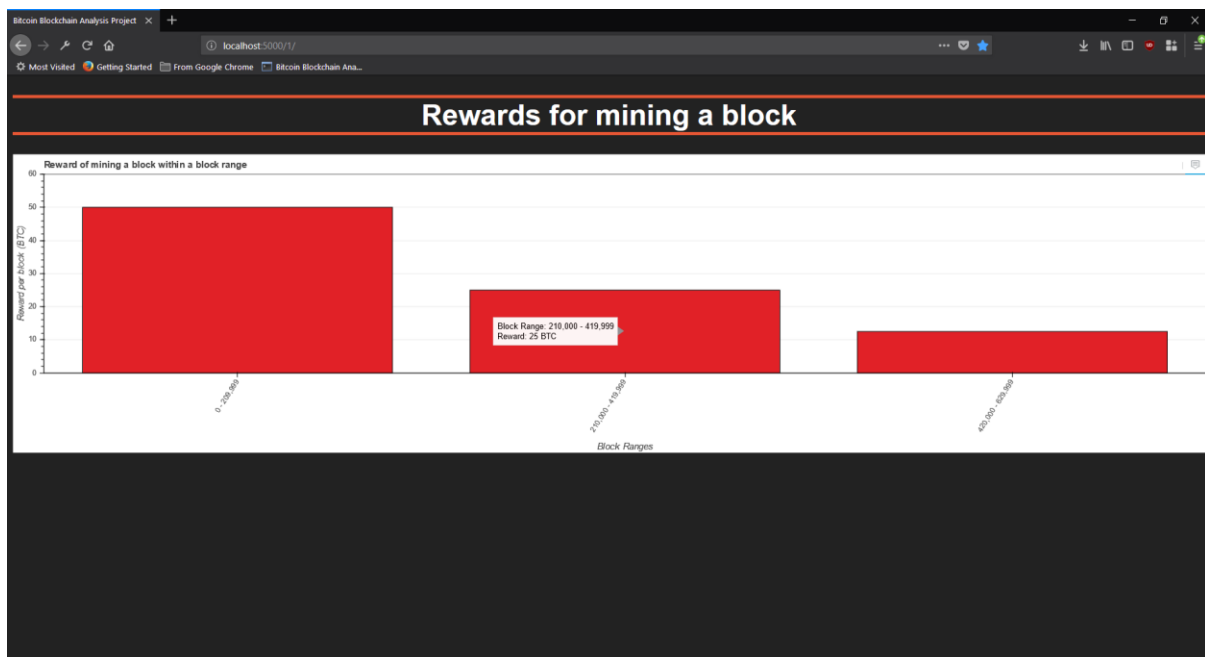 Bitcoin Blockchain Analysis Project
localhost:5000/1/
Most Visited Getting Started From Google Chrome Bitcoin Blockchain Ana...
Rewards for mining a block
Reward of mining a block within a block range
60
50
40
30
20
10
0
Reward per block (BTC)
Block Range: 210,000 - 419,999
Reward: 25 BTC
0 - 209,999
210,000 - 419,999
420,000 - 629,999
Block Ranges